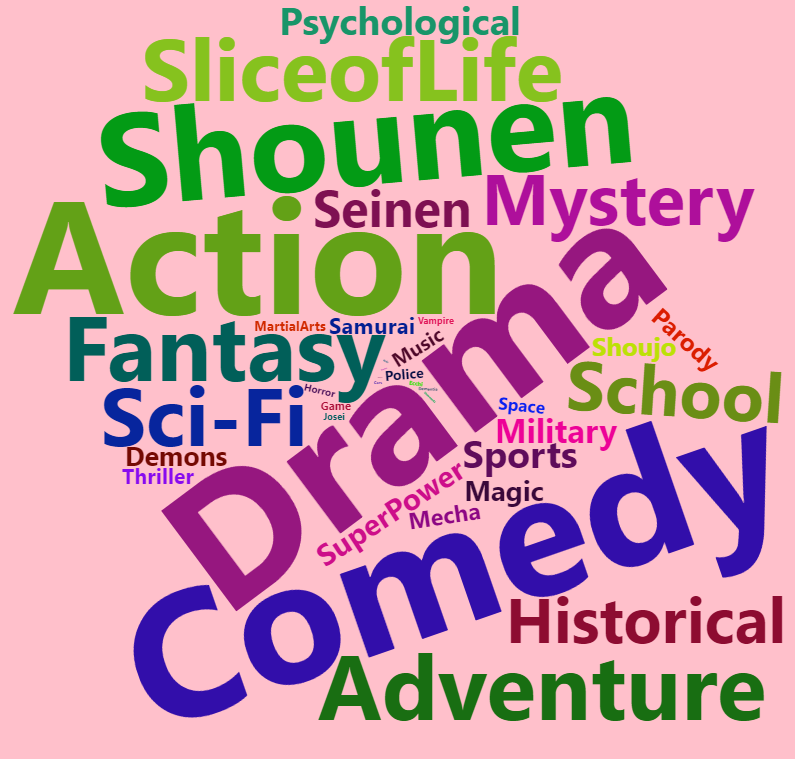 Psychological
SliceofLife
Shounen
Seinen
Mystery
Action
Drama
MartialArts
Samurai
Vampire
Fantasy
Music
Parody
Shoujo
Police
School
Sci-Fi
Horror
Game
Josei
Space
Military
Demons
Sports
Thriller
SuperPower
Magic
Mecha
Comedy
Historical
Adventure